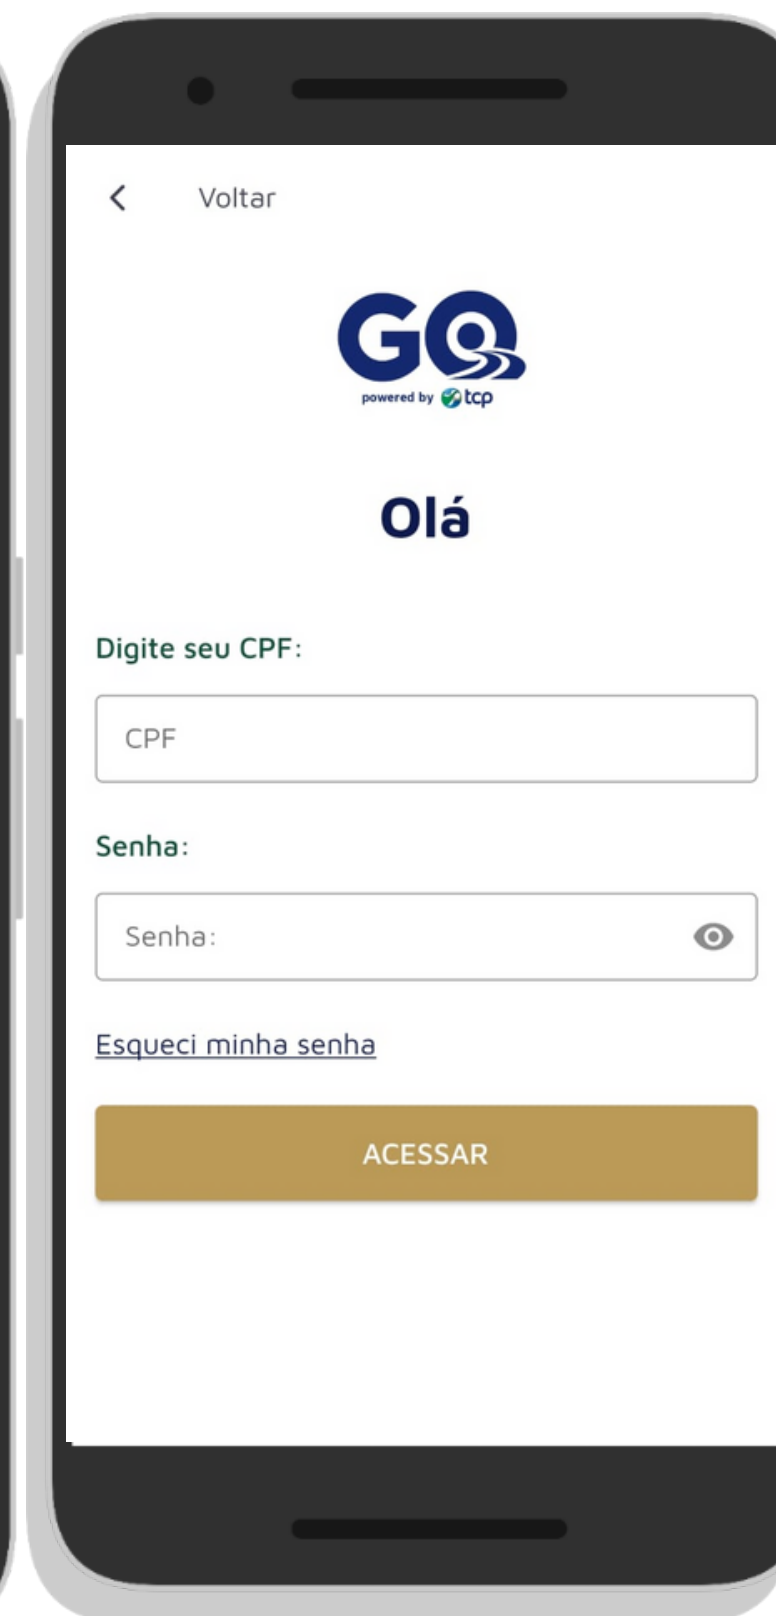 Voltar
GO
powered by tcp
Olá
Digite seu CPF:
CPF
Senha:
Senha:
Esqueci minha senha
ACESSAR